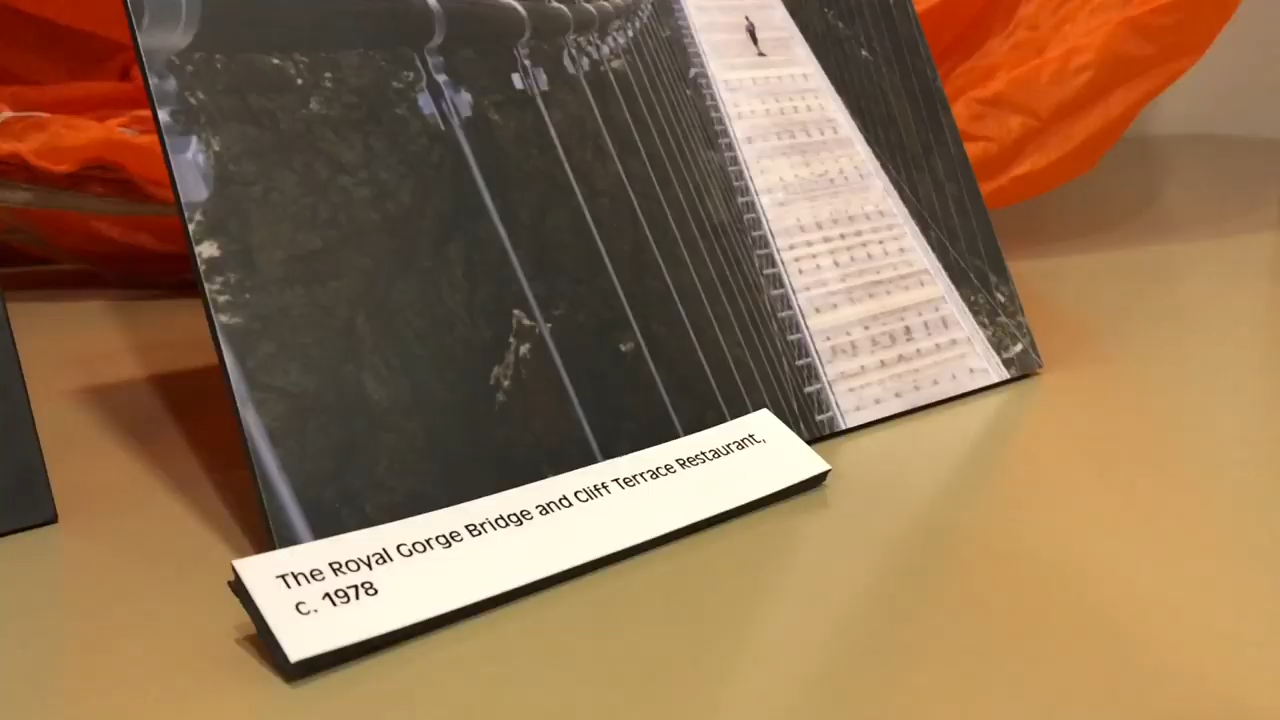 The Royal Gorge Bridge and Cliff Terrace Restaurant,
c. 1978